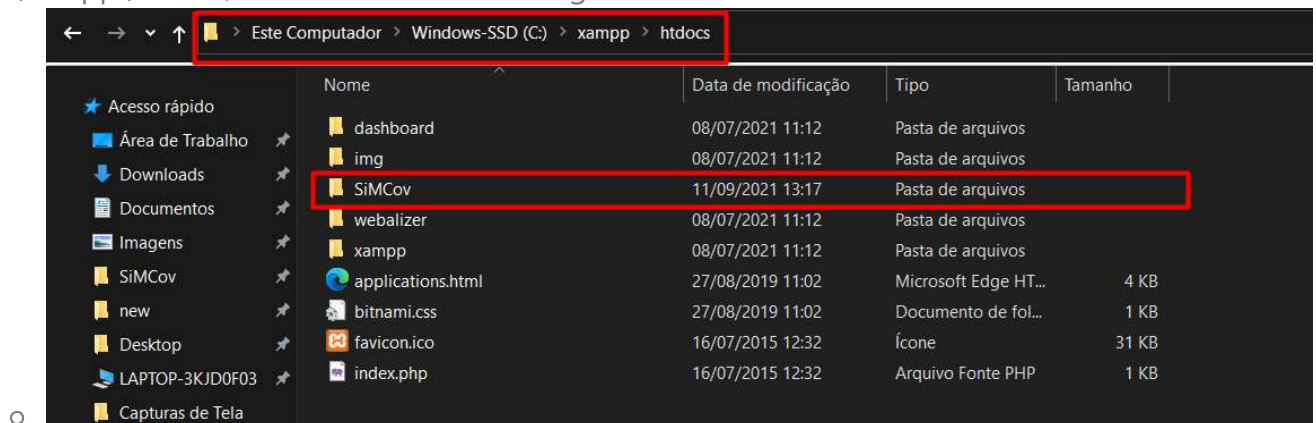 Este Computador > Windows-SSD (C:) > xampp > htdocs
Nome Data de modificação Tipo Tamanho
Acesso rápido
Área de Trabalho
Downloads
Documentos
Imagens
SiMCov
new
Desktop
LAPTOP-3KJD0F03
Capturas de Tela
dashboard 08/07/2021 11:12 Pasta de arquivos
img 08/07/2021 11:12 Pasta de arquivos
SiMCov 11/09/2021 13:17 Pasta de arquivos
webalizer 08/07/2021 11:12 Pasta de arquivos
xampp 08/07/2021 11:12 Pasta de arquivos
applications.html 27/08/2019 11:02 Microsoft Edge HT... 4 KB
bitnami.css 27/08/2019 11:02 Documento de fol... 1 KB
favicon.ico 16/07/2015 12:32 Ícone 31 KB
index.php 16/07/2015 12:32 Arquivo Fonte PHP 1 KB